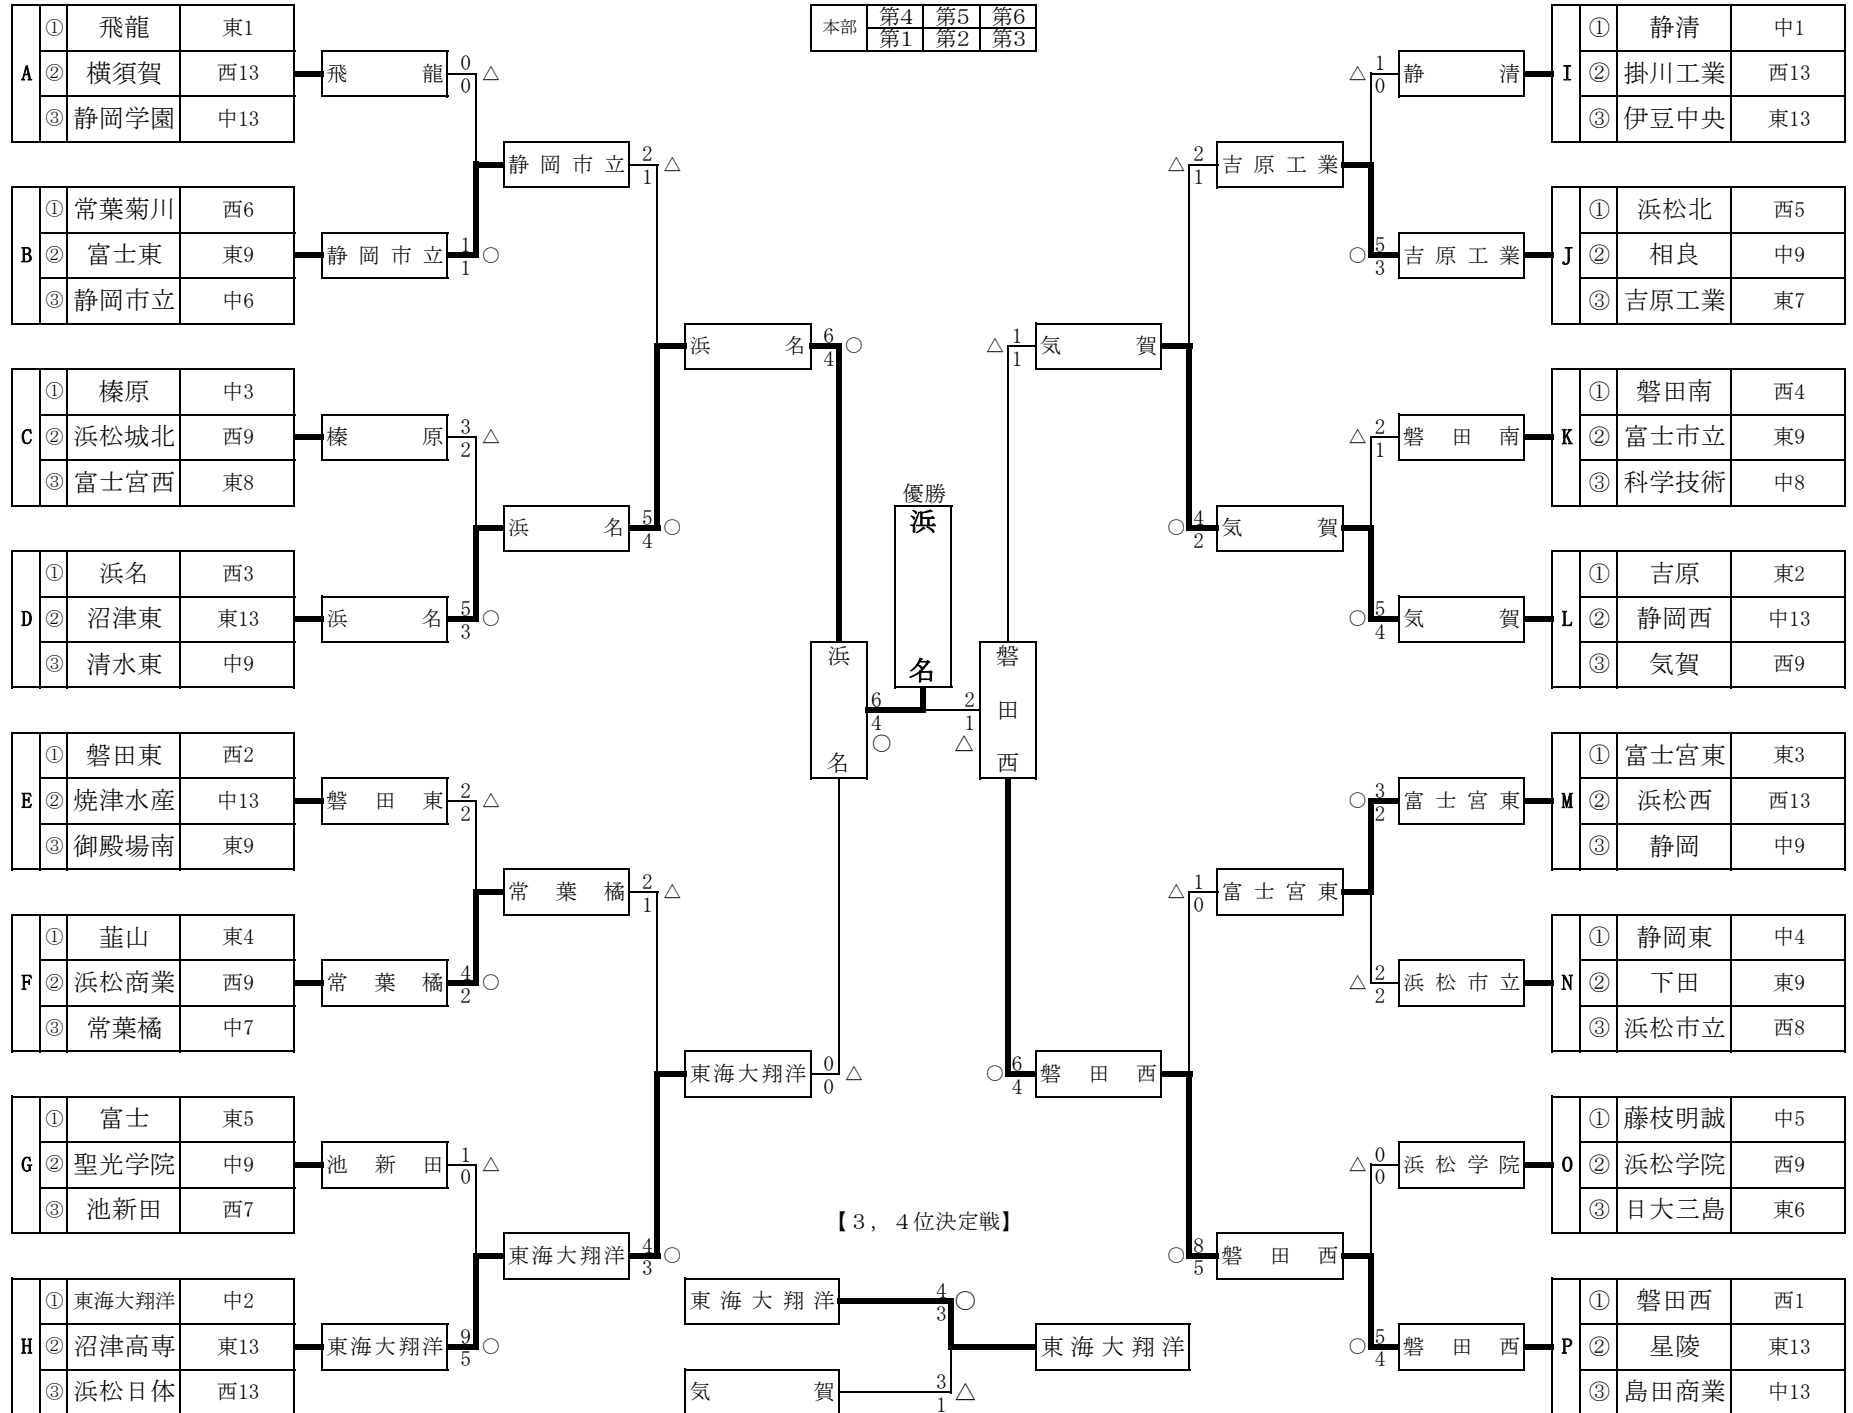 本部 第4 第5 第6
第1 第2 第3
A
① 飛龍 東1
② 横須賀 西13
③ 静岡学園 中13
飛龍 0 0 △
B
① 常葉菊川 西6
② 富士東 東9
③ 静岡市立 中6
静岡市立 1 1 ○
静岡市立 2 1 △
C
① 榛原 中3
② 浜松城北 西9
③ 富士宮西 東8
榛原 3 2 △
D
① 浜名 西3
② 沼津東 東13
③ 清水東 中9
浜名 5 3 ○
浜名 5 4 ○
浜名 6 4 ○
E
① 磐田東 西2
② 焼津水産 中13
③ 御殿場南 東9
磐田東 2 2 △
F
① 韮山 東4
② 浜松商業 西9
③ 常葉橘 中7
常葉橘 4 2 ○
常葉橘 2 1 △
G
① 富士 東5
② 聖光学院 中9
③ 池新田 西7
池新田 1 0 △
H
① 東海大翔洋 中2
② 沼津高専 東13
③ 浜松日体 西13
東海大翔洋 9 5 ○
東海大翔洋 4 3 ○
東海大翔洋 0 0 △
優勝
浜名
浜名 6 4 ○
磐田西 2 1 △
I
① 静清 中1
② 掛川工業 西13
③ 伊豆中央 東13
△ 1 0 静清
J
① 浜松北 西5
② 相良 中9
③ 吉原工業 東7
○ 5 3 吉原工業
△ 2 1 吉原工業
K
① 磐田南 西4
② 富士市立 東9
③ 科学技術 中8
△ 2 1 磐田南
L
① 吉原 東2
② 静岡西 中13
③ 気賀 西9
○ 5 4 気賀
○ 4 2 気賀
△ 1 1 気賀
M
① 富士宮東 東3
② 浜松西 西13
③ 静岡 中9
○ 3 2 富士宮東
N
① 静岡東 中4
② 下田 東9
③ 浜松市立 西8
△ 2 2 浜松市立
△ 1 0 富士宮東
O
① 藤枝明誠 中5
② 浜松学院 西9
③ 日大三島 東6
△ 0 0 浜松学院
P
① 磐田西 西1
② 星陵 東13
③ 島田商業 中13
○ 5 4 磐田西
○ 8 5 磐田西
○ 6 4 磐田西
【３，４位決定戦】
東海大翔洋 4 3 ○
気賀 3 1 △
東海大翔洋